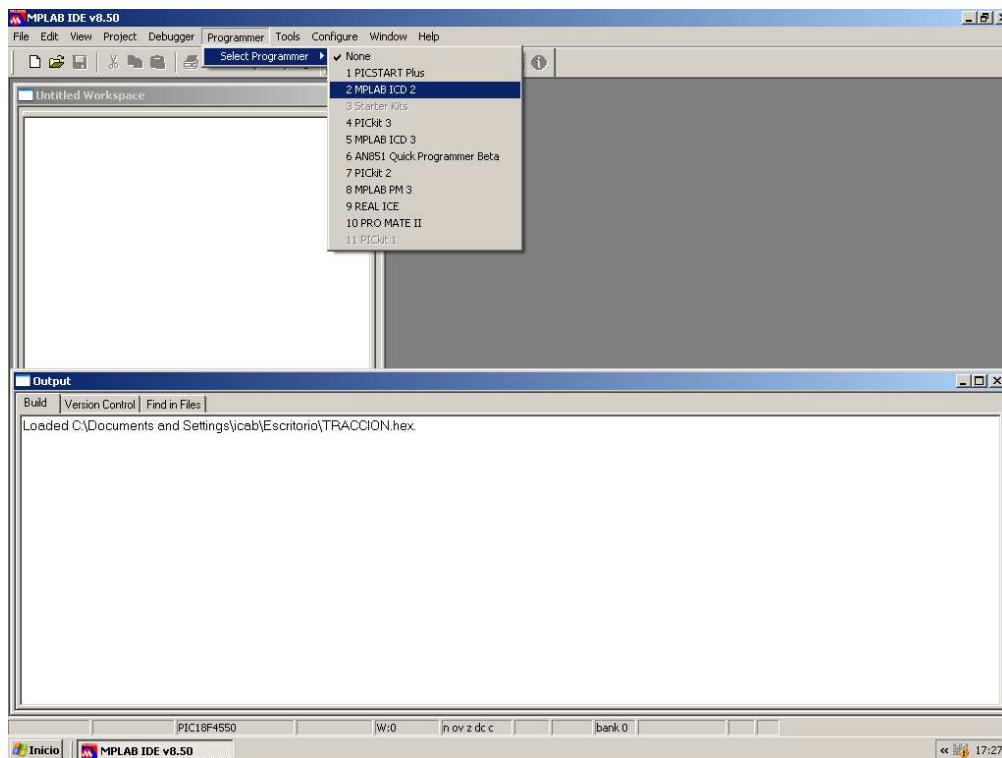 MPLAB IDE v8.50
File Edit View Project Debugger Programmer Tools Configure Window Help
Select Programmer
None
1 PICSTART Plus
2 MPLAB ICD 2
3 Starter Kits
4 PICkit 3
5 MPLAB ICD 3
6 AN851 Quick Programmer Beta
7 PICkit 2
8 MPLAB PM 3
9 REAL ICE
10 PRO MATE II
11 PICkit 1
Untitled Workspace
Output
Build Version Control Find in Files
Loaded C:\Documents and Settings\icab\Escritorio\TRACCION.hex.
PIC18F4550 W:0 n ov z dc c bank 0
Inicio MPLAB IDE v8.50 « 17:27